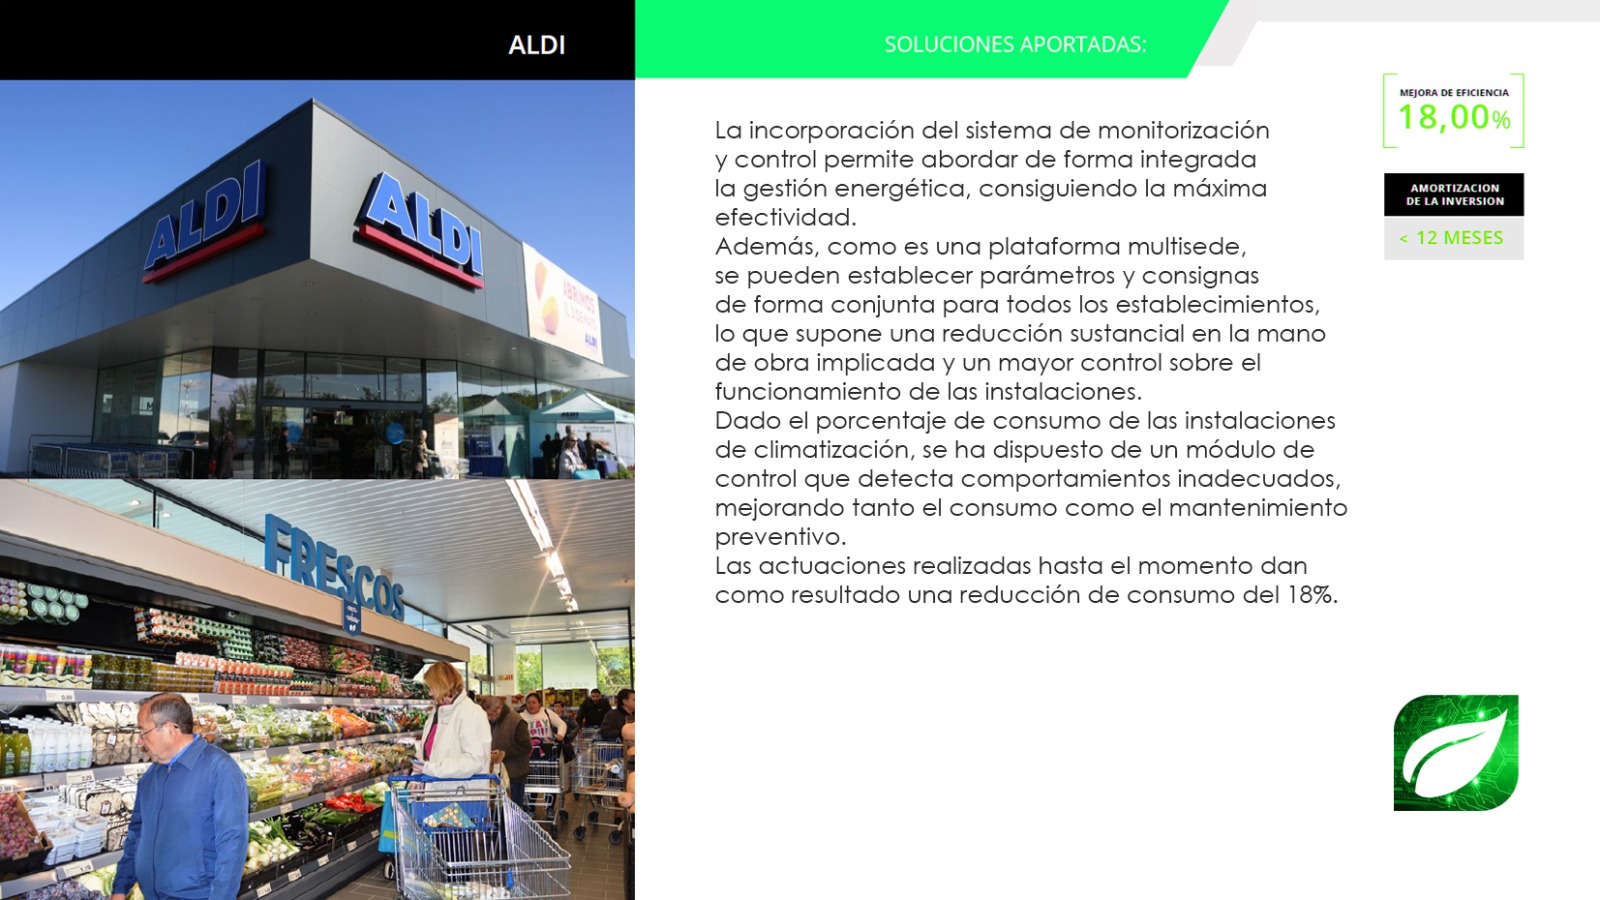 ALDI
SOLUCIONES APORTADAS:
MEJORA DE EFICIENCIA
18,00%
AMORTIZACION
DE LA INVERSION
< 12 MESES
La incorporación del sistema de monitorización
y control permite abordar de forma integrada
la gestión energética, consiguiendo la máxima
efectividad.
Además, como es una plataforma multisede,
se pueden establecer parámetros y consignas
de forma conjunta para todos los establecimientos,
lo que supone una reducción sustancial en la mano
de obra implicada y un mayor control sobre el
funcionamiento de las instalaciones.
Dado el porcentaje de consumo de las instalaciones
de climatización, se ha dispuesto de un módulo de
control que detecta comportamientos inadecuados,
mejorando tanto el consumo como el mantenimiento
preventivo.
Las actuaciones realizadas hasta el momento dan
como resultado una reducción de consumo del 18%.
ALDI
ALDI
ABRIMOS
ALDI
FRESCOS